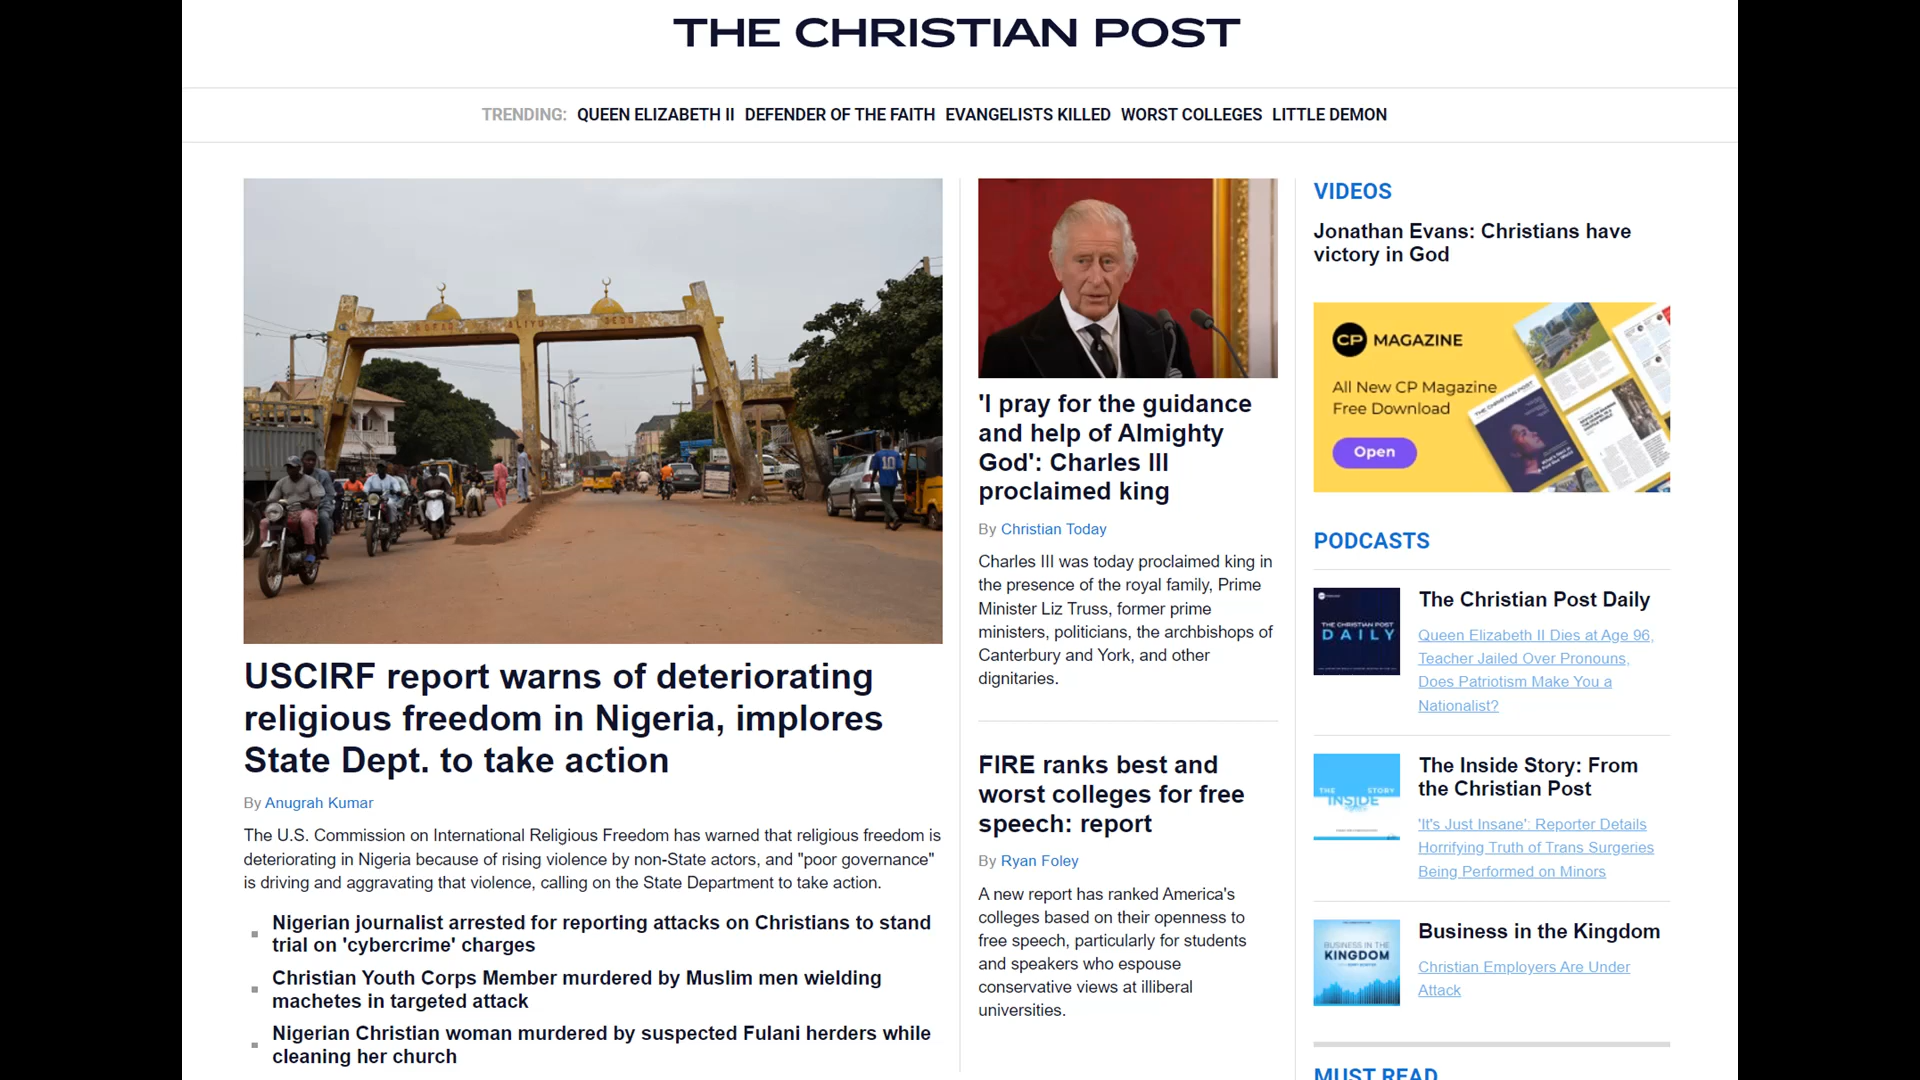 THE CHRISTIAN POST
TRENDING: QUEEN ELIZABETH II DEFENDER OF THE FAITH EVANGELISTS KILLED WORST COLLEGES LITTLE DEMON
USCIRF report warns of deteriorating
religious freedom in Nigeria, implores
State Dept. to take action
By Anugrah Kumar
The U.S. Commission on International Religious Freedom has warned that religious freedom is
deteriorating in Nigeria because of rising violence by non-State actors, and "poor governance"
is driving and aggravating that violence, calling on the State Department to take action.
Nigerian journalist arrested for reporting attacks on Christians to stand
trial on 'cybercrime' charges
Christian Youth Corps Member murdered by Muslim men wielding
machetes in targeted attack
Nigerian Christian woman murdered by suspected Fulani herders while
cleaning her church
10
'I pray for the guidance
and help of Almighty
God': Charles III
proclaimed king
By Christian Today
Charles III was today proclaimed king in
the presence of the royal family, Prime
Minister Liz Truss, former prime
ministers, politicians, the archbishops of
Canterbury and York, and other
dignitaries.
FIRE ranks best and
worst colleges for free
speech: report
By Ryan Foley
A new report has ranked America's
colleges based on their openness to
free speech, particularly for students
and speakers who espouse
conservative views at illiberal
universities.
VIDEOS
Jonathan Evans: Christians have
victory in God
CP MAGAZINE
All New CP Magazine
Free Download
Open
THE CHRISTIAN POST
PODCASTS
THE CHRISTIAN POST
DAILY
The Christian Post Daily
Queen Elizabeth II Dies at Age 96,
Teacher Jailed Over Pronouns,
Does Patriotism Make You a
Nationalist?
THE STORY
INSIDE
The Inside Story: From
the Christian Post
'It's Just Insane': Reporter Details
Horrifying Truth of Trans Surgeries
Being Performed on Minors
BUSINESS IN THE
KINGDOM
Business in the Kingdom
Christian Employers Are Under
Attack
MUST READ